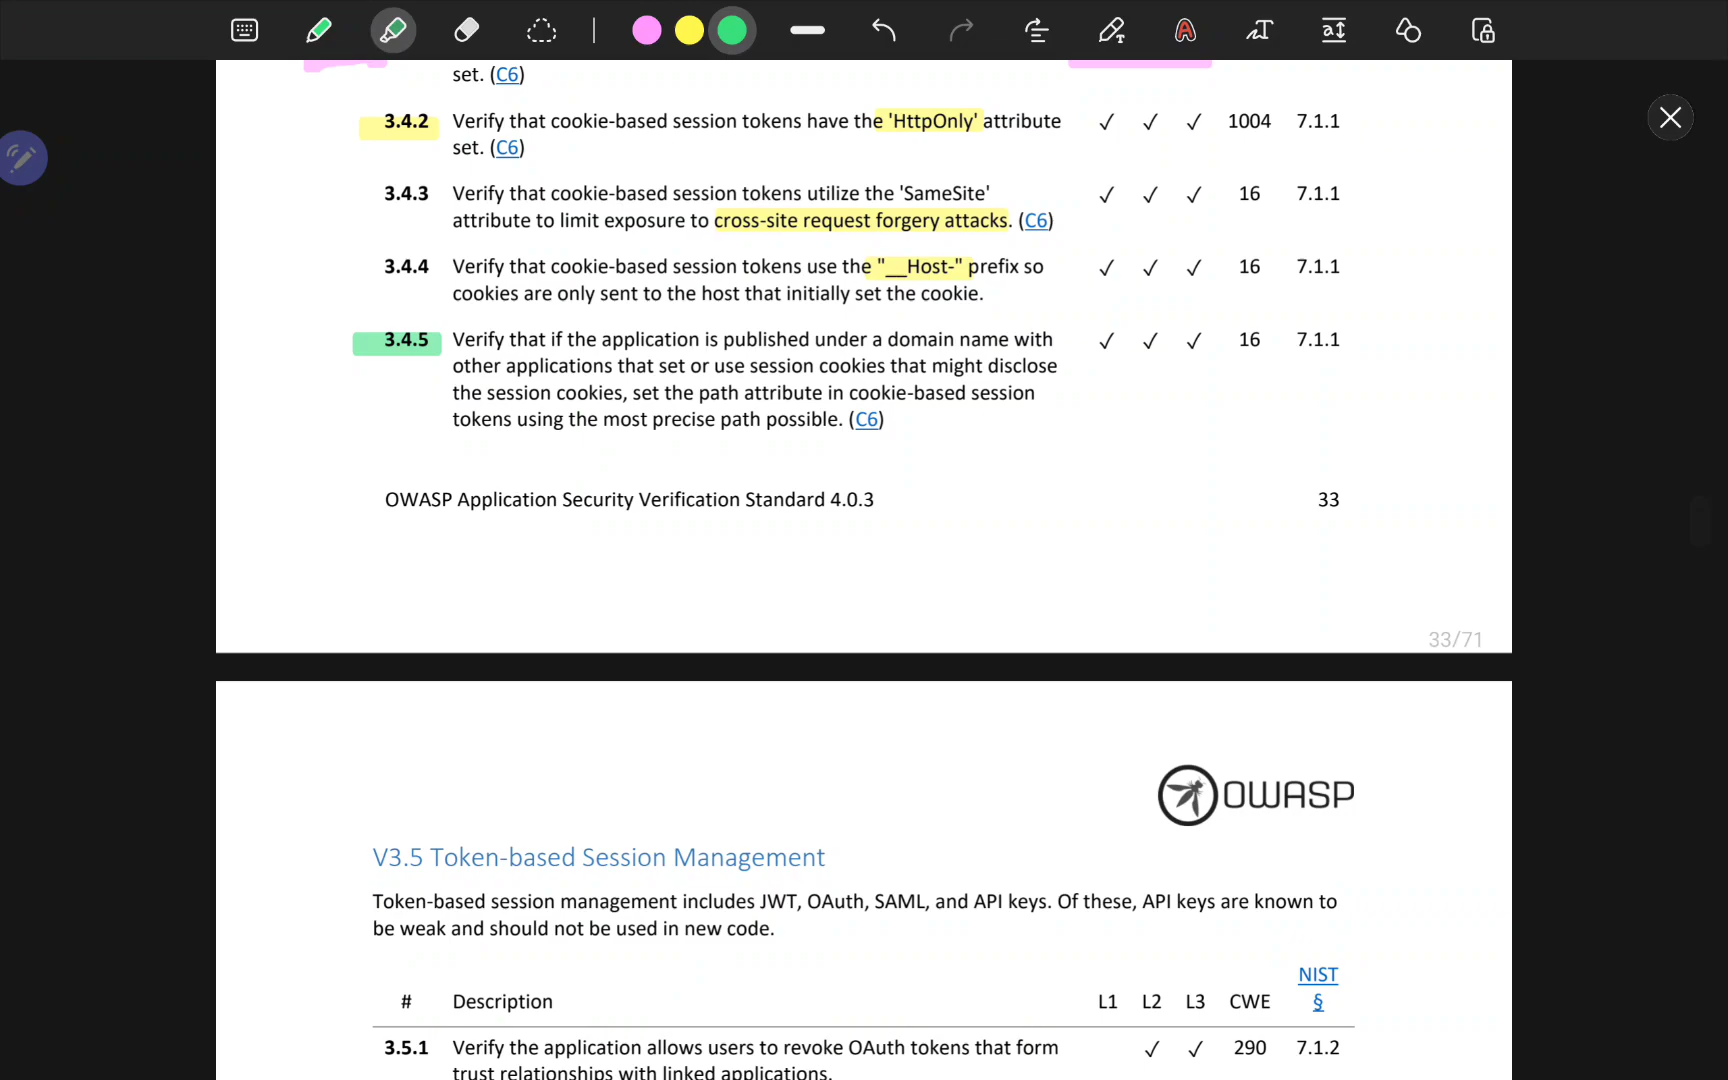 set. (C6)
3.4.2 Verify that cookie-based session tokens have the 'HttpOnly' attribute ✓ ✓ ✓ 1004 7.1.1
set. (C6)
3.4.3 Verify that cookie-based session tokens utilize the 'SameSite' ✓ ✓ ✓ 16 7.1.1
attribute to limit exposure to cross-site request forgery attacks. (C6)
3.4.4 Verify that cookie-based session tokens use the "__Host-" prefix so ✓ ✓ ✓ 16 7.1.1
cookies are only sent to the host that initially set the cookie.
3.4.5 Verify that if the application is published under a domain name with ✓ ✓ ✓ 16 7.1.1
other applications that set or use session cookies that might disclose
the session cookies, set the path attribute in cookie-based session
tokens using the most precise path possible. (C6)
OWASP Application Security Verification Standard 4.0.3 33
33/71
OWASP
V3.5 Token-based Session Management
Token-based session management includes JWT, OAuth, SAML, and API keys. Of these, API keys are known to
be weak and should not be used in new code.
# Description L1 L2 L3 CWE NIST §
3.5.1 Verify the application allows users to revoke OAuth tokens that form ✓ ✓ 290 7.1.2
trust relationships with linked applications.